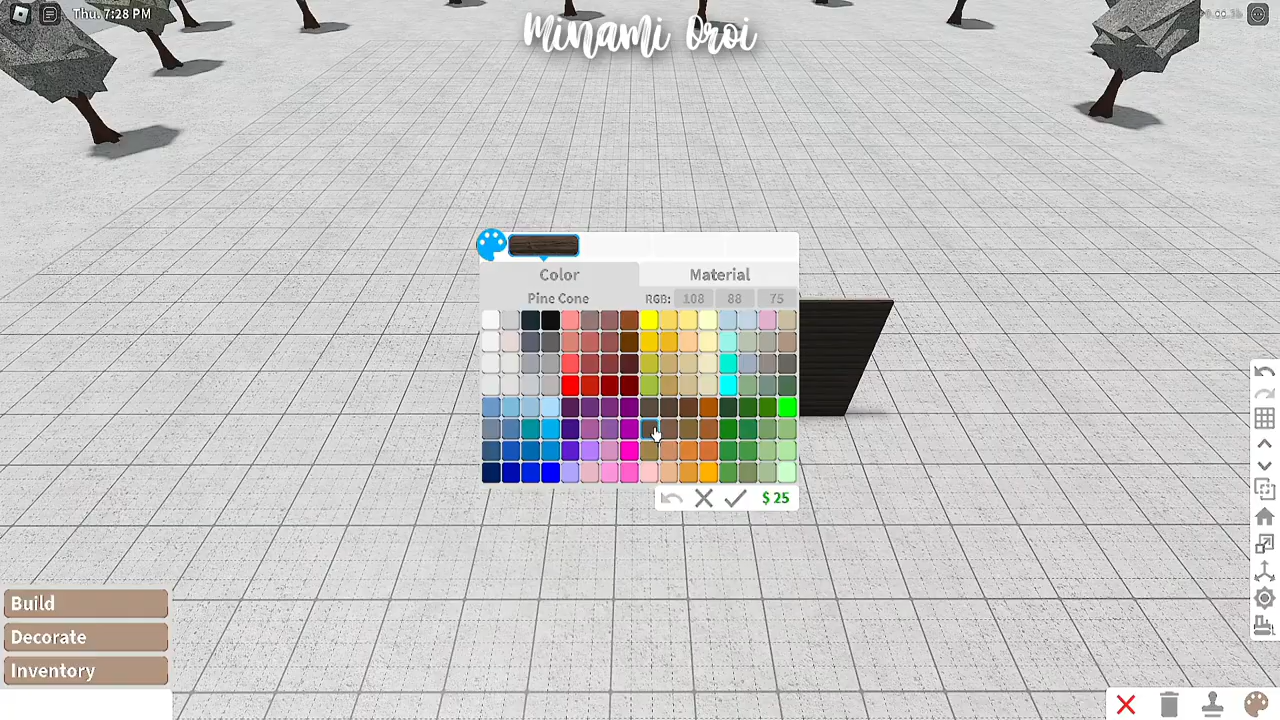 Thu. 7:28 PM
Minami Oroi
Color
Material
Pine Cone
RGB: 108 88 75
$ 25
Build
Decorate
Inventory